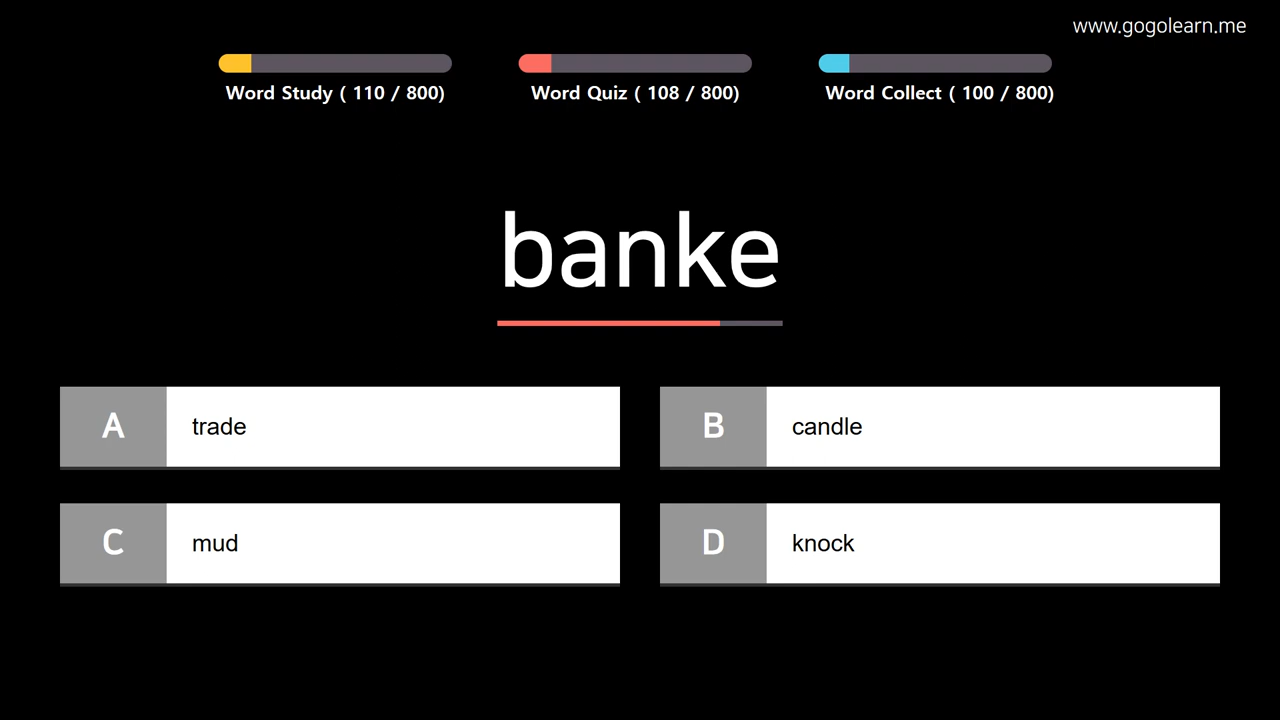 www.gogolearn.me
Word Study ( 110 / 800)
Word Quiz ( 108 / 800)
Word Collect ( 100 / 800)
banke
A trade
B candle
C mud
D knock